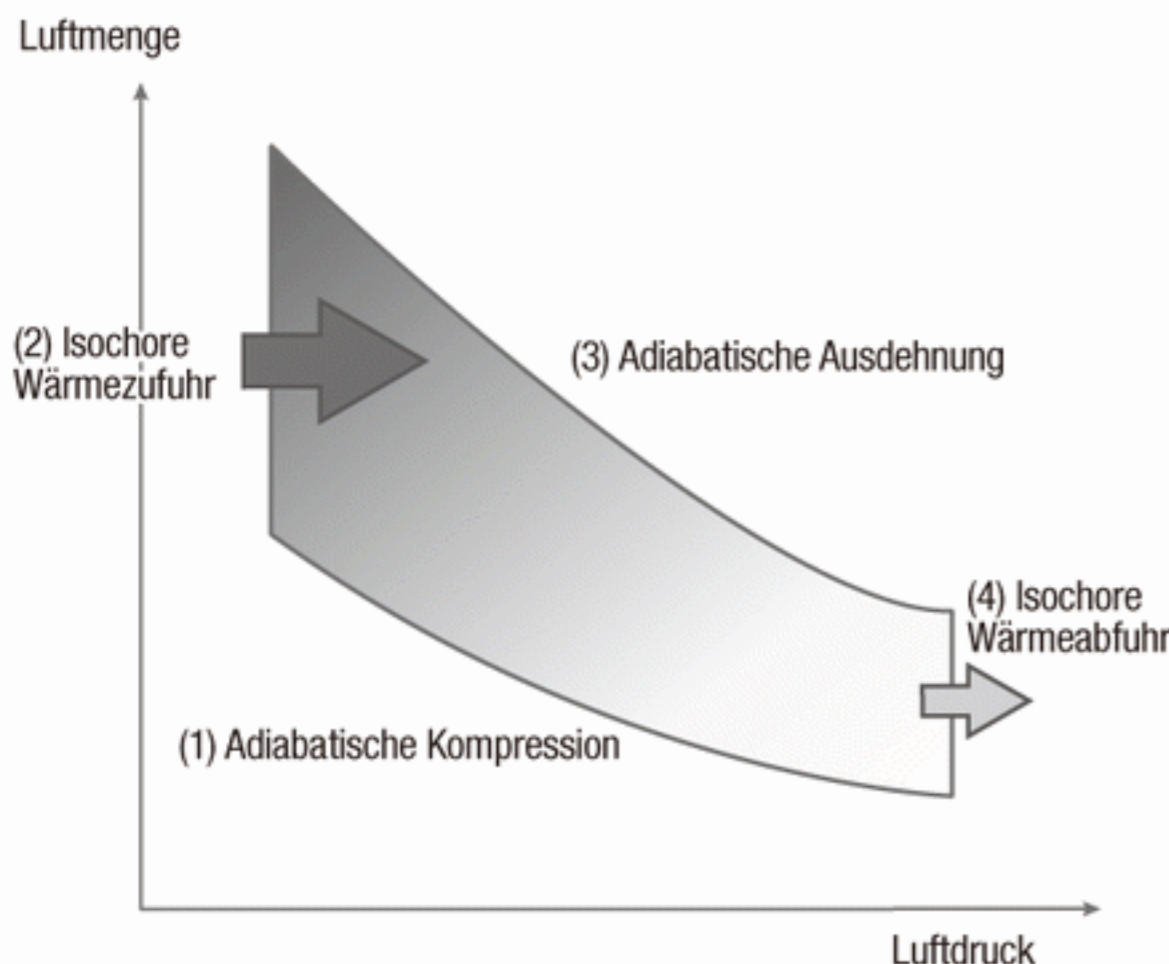 Luftmenge
(2) Isochore
Wärmezufuhr
(3) Adiabatische Ausdehnung
(4) Isochore
Wärmeabfuhr
(1) Adiabatische Kompression
Luftdruck